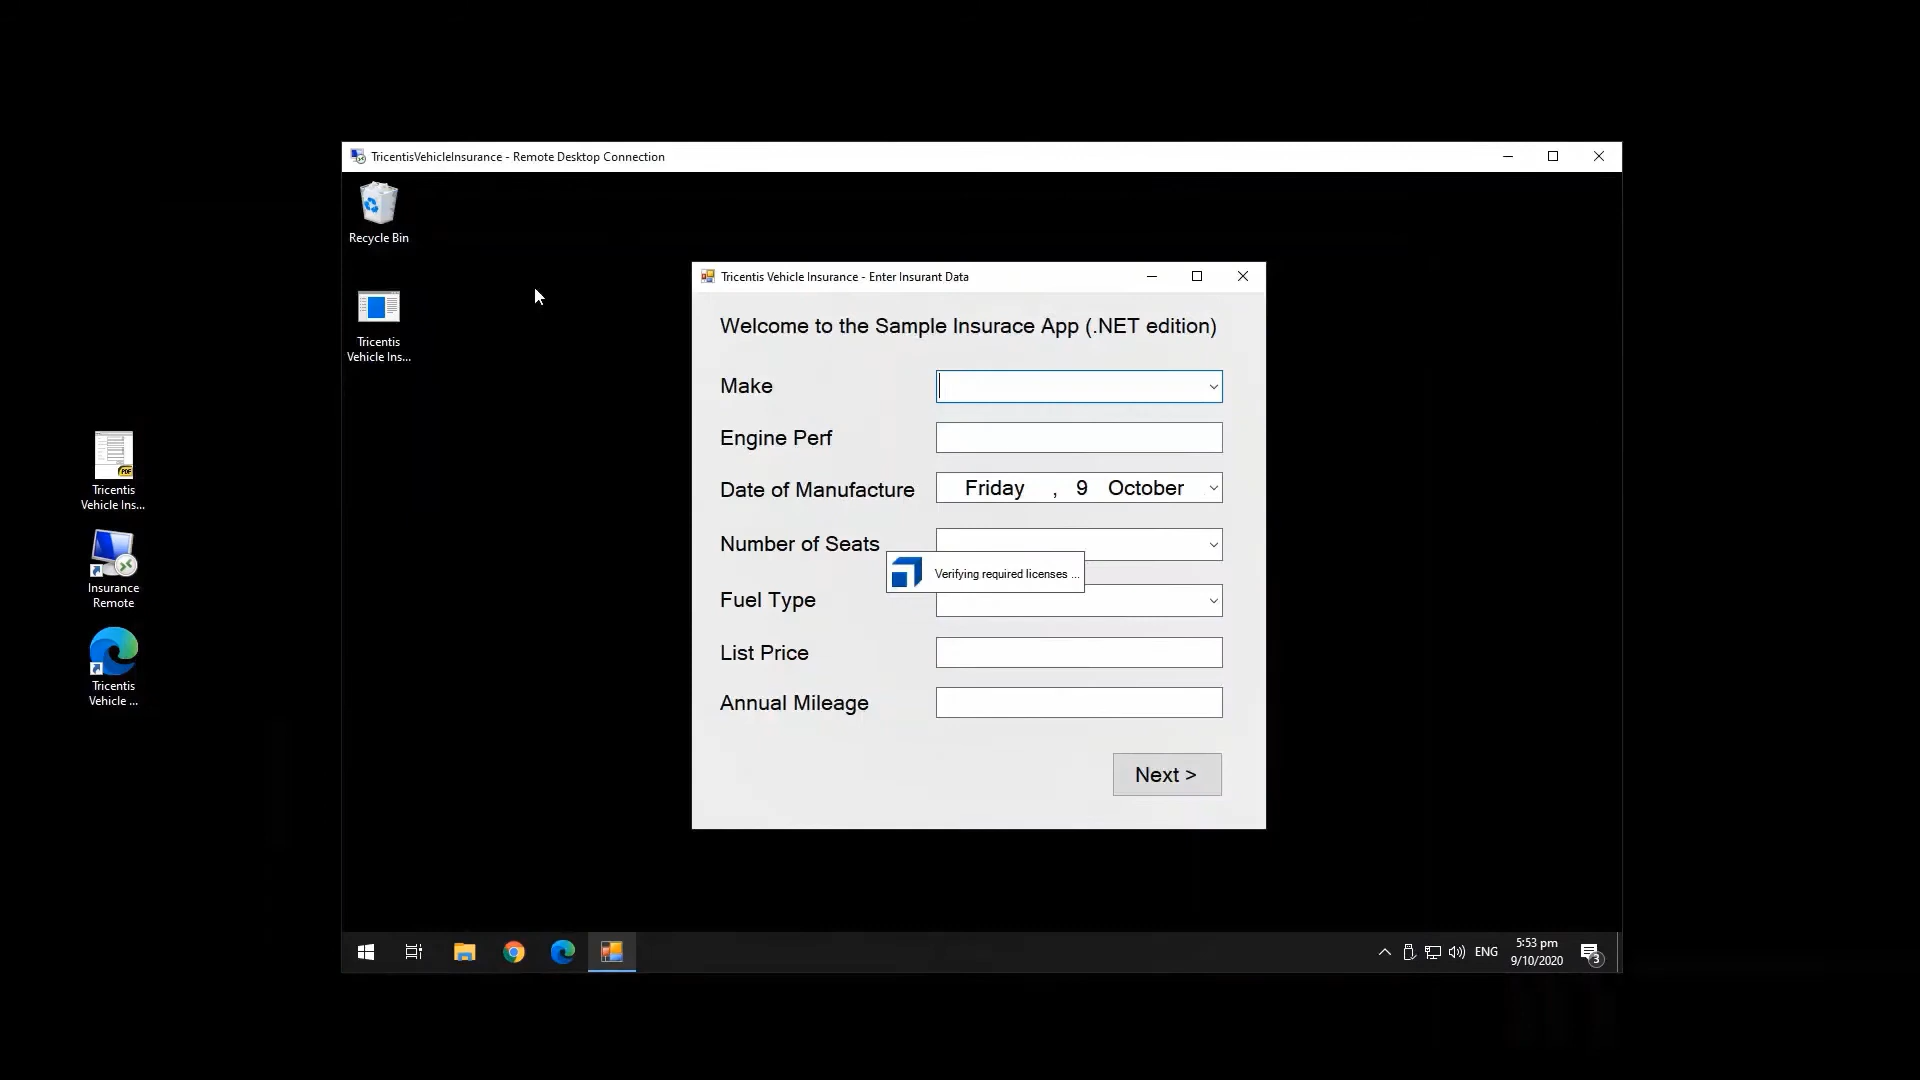 TricentisVehicleInsurance - Remote Desktop Connection
Recycle Bin
Tricentis
Vehicle Ins...
Tricentis
Vehicle Ins...
Insurance
Remote
Tricentis
Vehicle ...
Tricentis Vehicle Insurance - Enter Insurant Data
Welcome to the Sample Insurace App (.NET edition)
Make
Engine Perf
Date of Manufacture
Friday , 9 October
Number of Seats
Verifying required licenses ...
Fuel Type
List Price
Annual Mileage
Next >
ENG
5:53 pm
9/10/2020
3